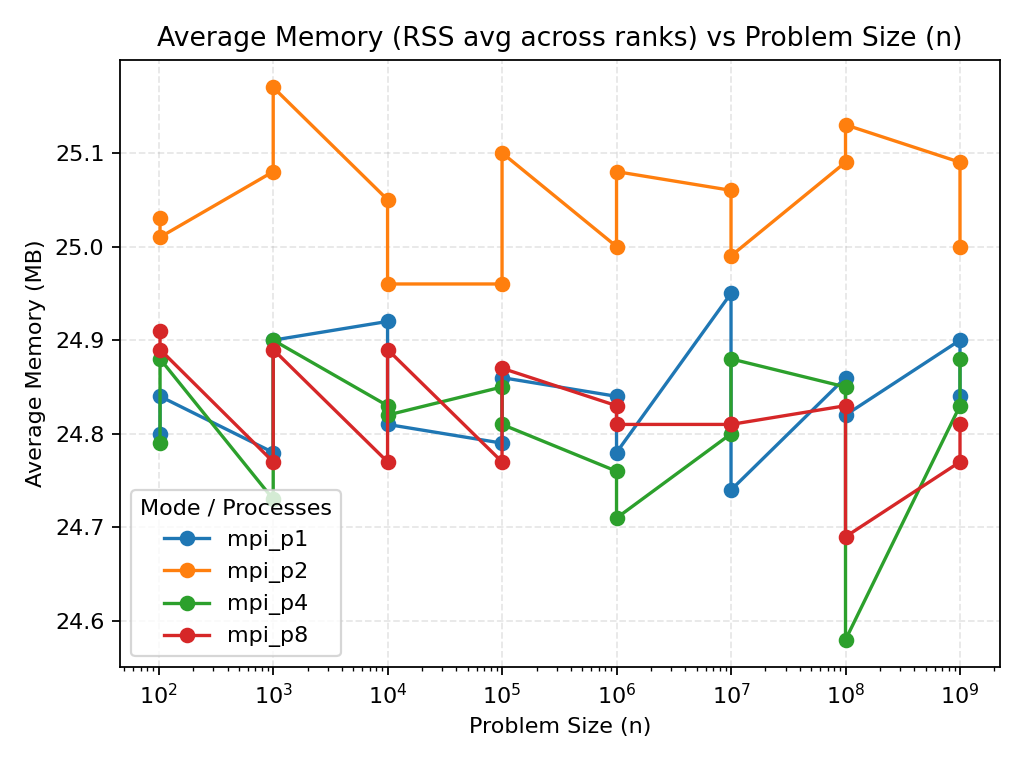 Average Memory (RSS avg across ranks) vs Problem Size (n)
Average Memory (MB)
25.1
25.0
24.9
24.8
24.7
24.6
Mode / Processes
mpi_p1
mpi_p2
mpi_p4
mpi_p8
10² 10³ 10⁴ 10⁵ 10⁶ 10⁷ 10⁸ 10⁹
Problem Size (n)